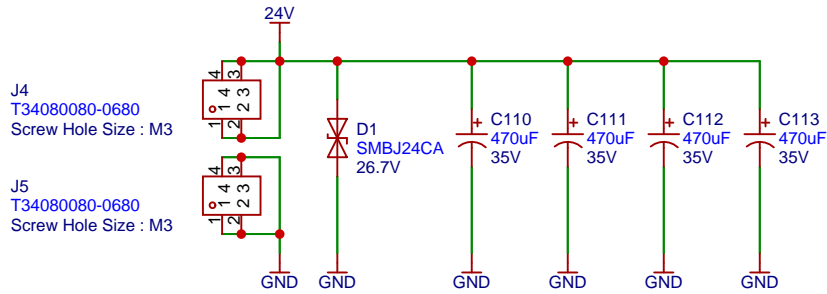 24V
J4
T34080080-0680
Screw Hole Size : M3
4 3
1 4 3
2
1 2
J5
T34080080-0680
Screw Hole Size : M3
4 3
1 4 3
2
1 2
D1
SMBJ24CA
26.7V
+ C110
470uF
35V
+ C111
470uF
35V
+ C112
470uF
35V
+ C113
470uF
35V
GND GND GND GND GND GND